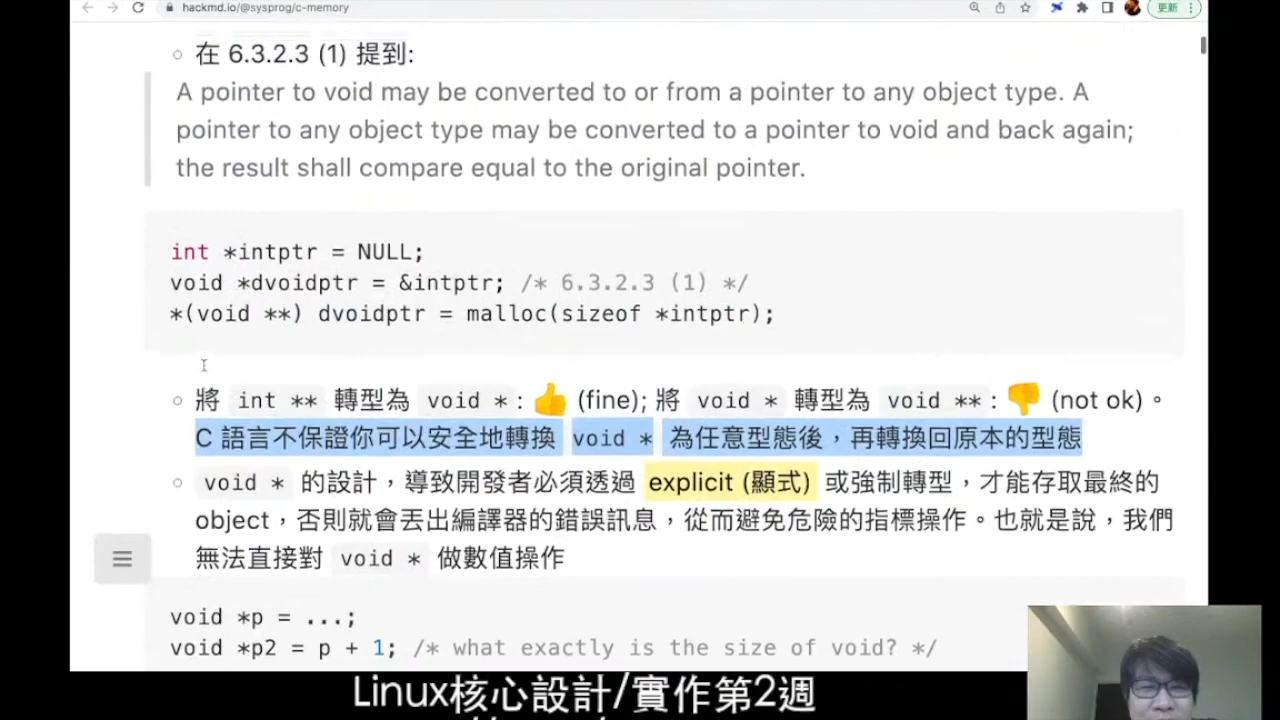 hackmd.io/@sysprog/c-memory
更新
在 6.3.2.3 (1) 提到:
A pointer to void may be converted to or from a pointer to any object type. A
pointer to any object type may be converted to a pointer to void and back again;
the result shall compare equal to the original pointer.
int *intptr = NULL;
void *dvoidptr = &intptr; /* 6.3.2.3 (1) */
*(void **) dvoidptr = malloc(sizeof *intptr);
將 int ** 轉型為 void * : 👍 (fine); 將 void * 轉型為 void ** : 👎 (not ok)。
C 語言不保證你可以安全地轉換 void * 為任意型態後，再轉換回原本的型態
void * 的設計，導致開發者必須透過 explicit (顯式) 或強制轉型，才能存取最終的
object，否則就會丟出編譯器的錯誤訊息，從而避免危險的指標操作。也就是說，我們
無法直接對 void * 做數值操作
void *p = ...;
void *p2 = p + 1; /* what exactly is the size of void? */
Linux核心設計/實作第2週